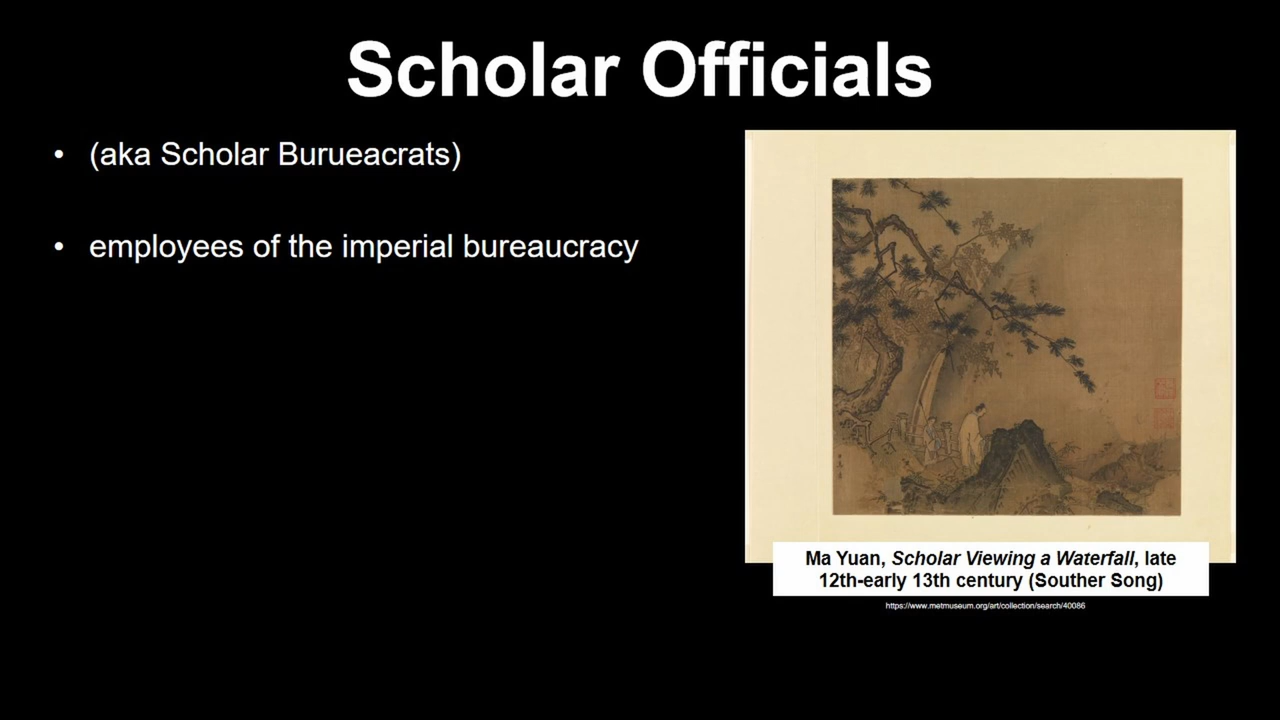 Scholar Officials
• (aka Scholar Burueacrats)
• employees of the imperial bureaucracy
Ma Yuan, Scholar Viewing a Waterfall, late
12th-early 13th century (Souther Song)
https://www.metmuseum.org/art/collection/search/40086